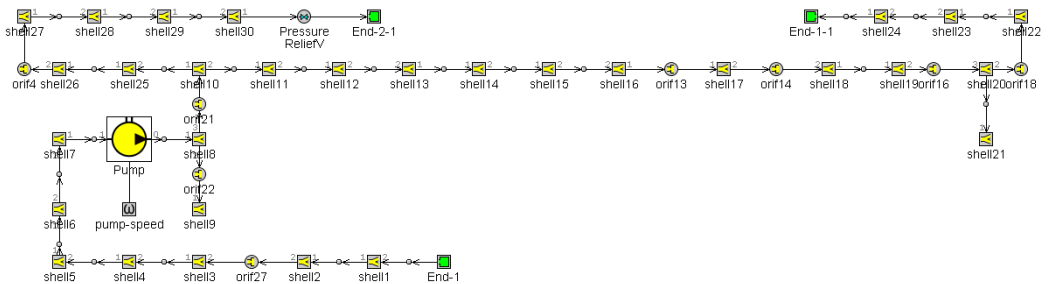 shell27 shell28 shell29 shell30 Pressure ReliefV End-2-1 End-1-1 shell24 shell23 shell22
orif4 shell26 shell25 shell10 shell11 shell12 shell13 shell14 shell15 shell16 orif13 shell17 orif14 shell18 shell19 orif16 shell20 orif18
orif21
shell7 Pump shell8 shell21
orif22
shell6 pump-speed shell9
shell5 shell4 shell3 orif27 shell2 shell1 End-1